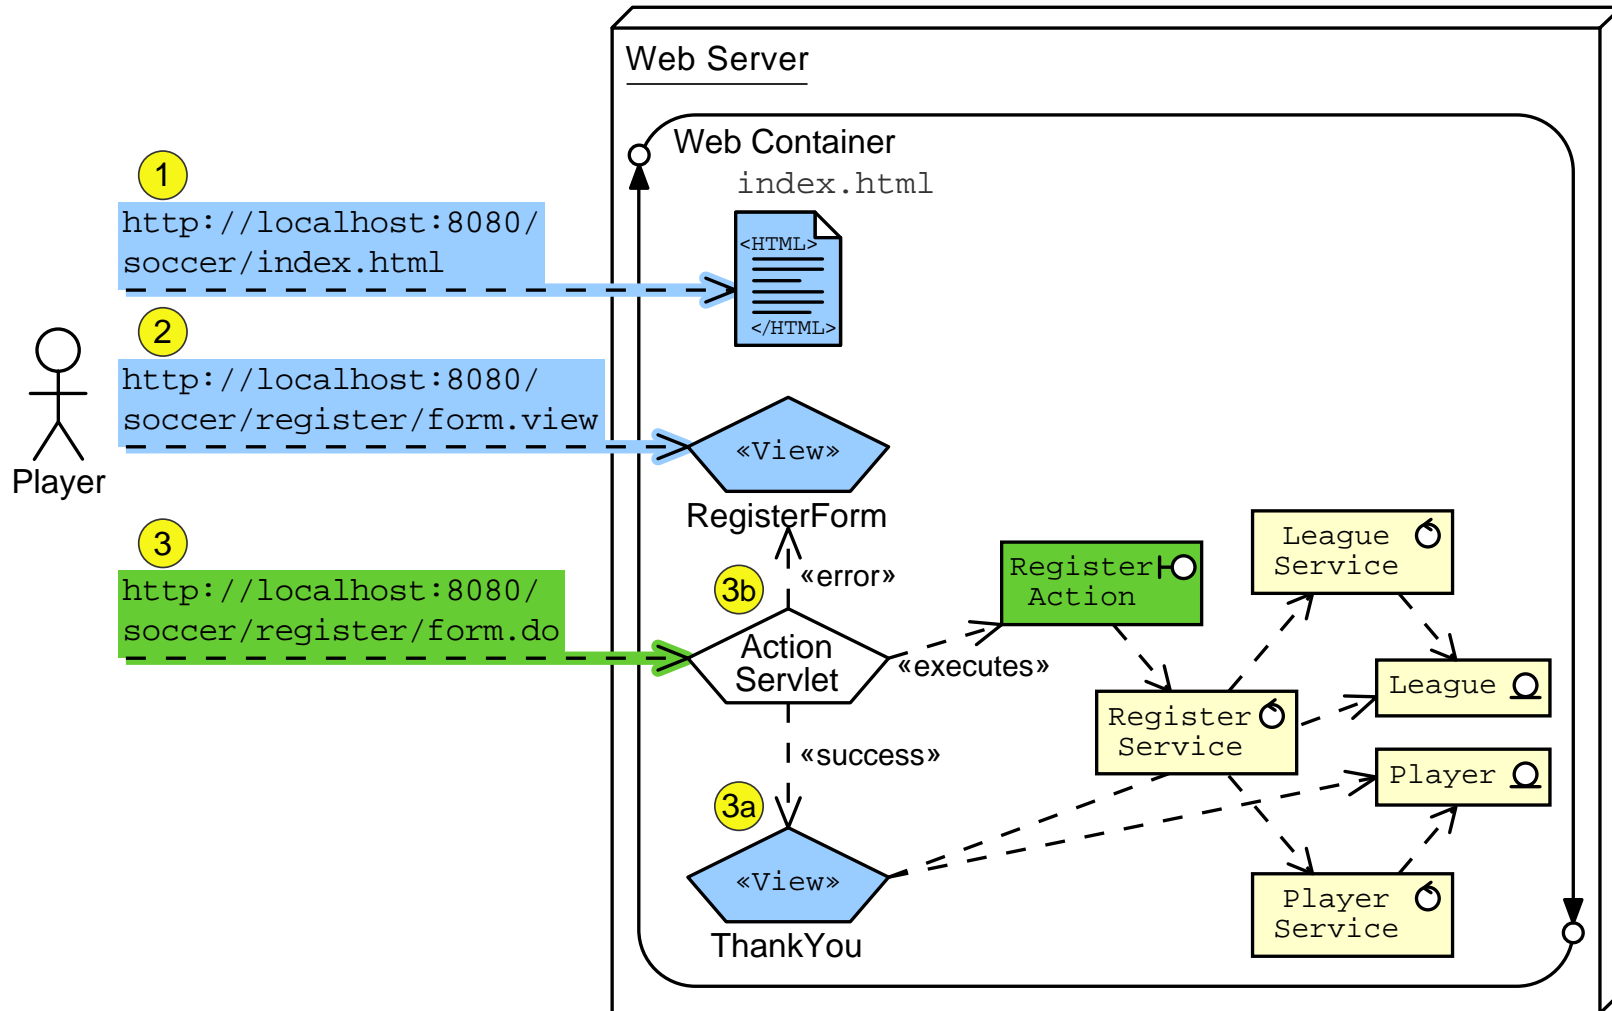 Web Server
Web Container
index.html
<HTML>
</HTML>
1
http://localhost:8080/
soccer/index.html
2
http://localhost:8080/
soccer/register/form.view
Player
«View»
RegisterForm
3
http://localhost:8080/
soccer/register/form.do
3b
«error»
Action
Servlet
«executes»
Register
Action
League
Service
League
Register
Service
Player
Player
Service
«success»
3a
«View»
ThankYou